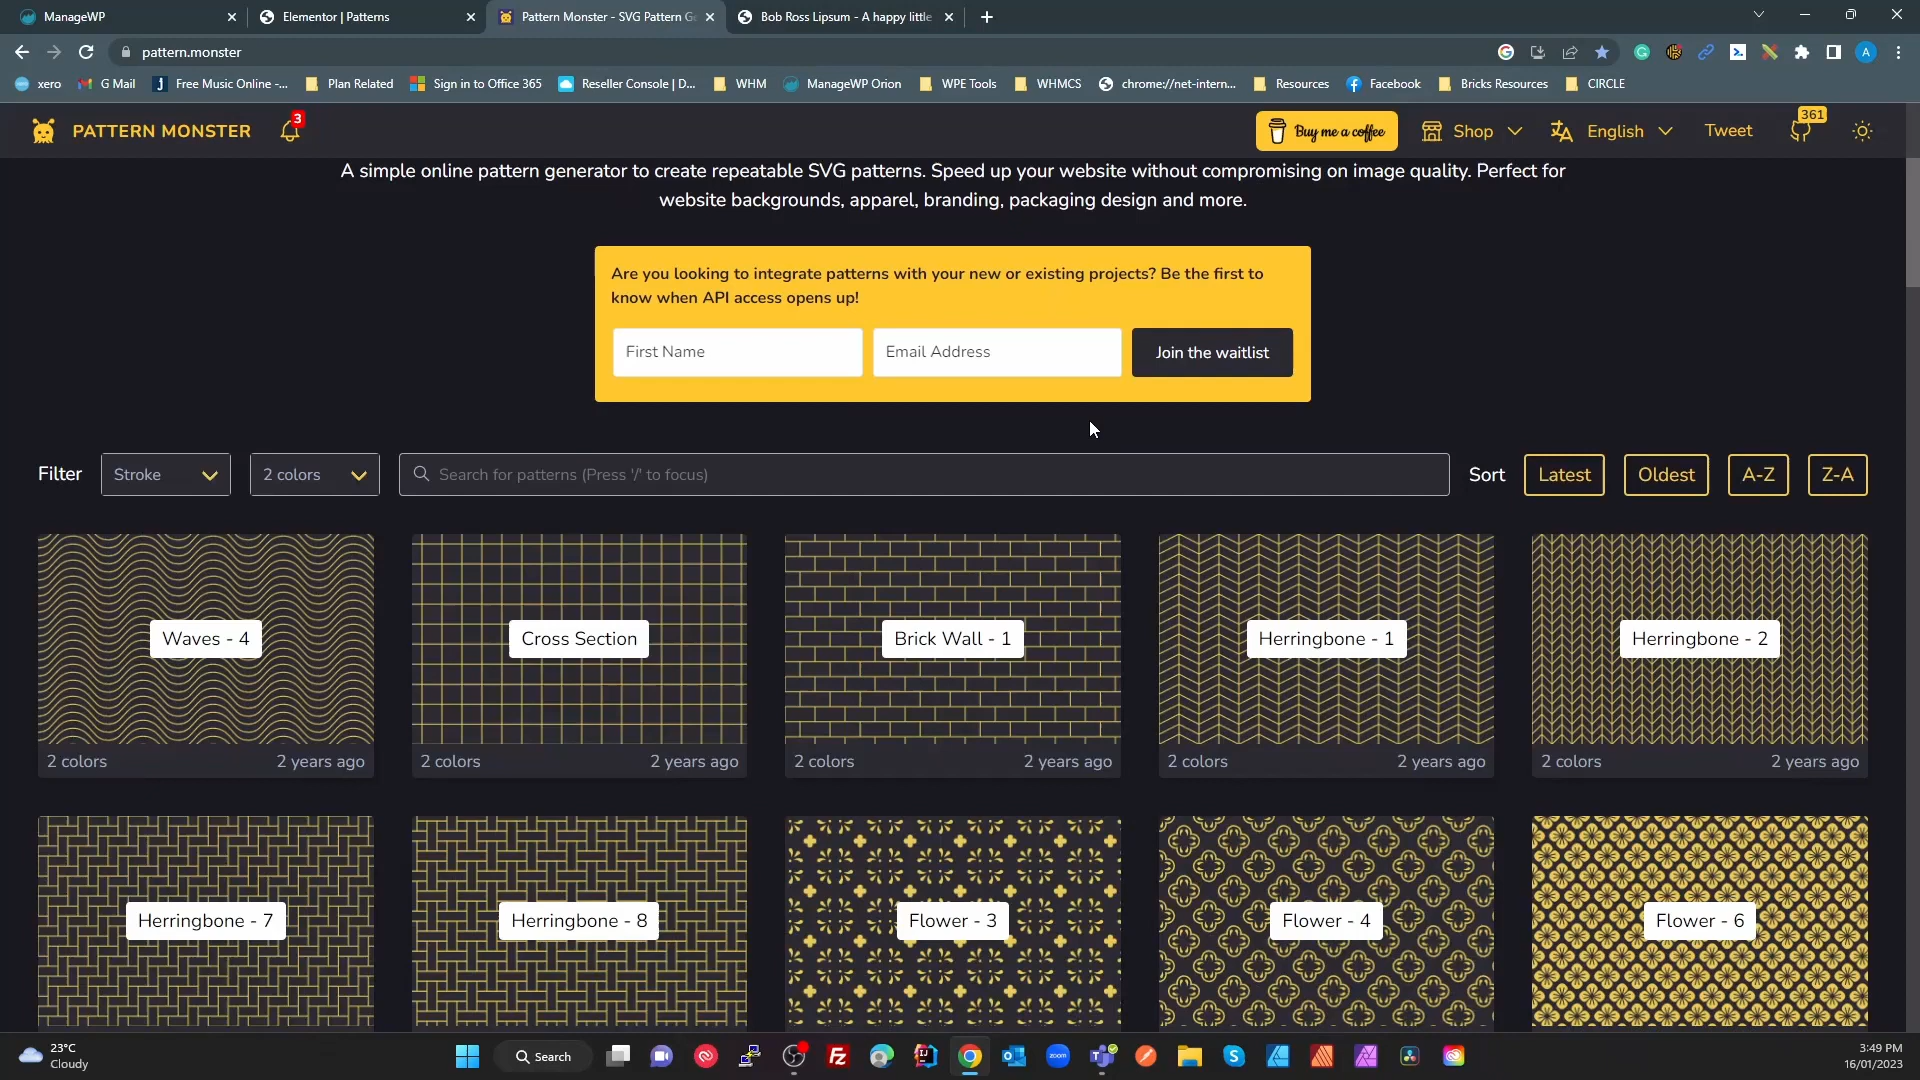 ManageWP
Elementor | Patterns
Pattern Monster - SVG Pattern Ge
Bob Ross Lipsum - A happy little
pattern.monster
xero
G Mail
Free Music Online -...
Plan Related
Sign in to Office 365
Reseller Console | D...
WHM
ManageWP Orion
WPE Tools
WHMCS
chrome://net-intern...
Resources
Facebook
Bricks Resources
CIRCLE
PATTERN MONSTER
3
Buy me a coffee
Shop
English
Tweet
361
A simple online pattern generator to create repeatable SVG patterns. Speed up your website without compromising on image quality. Perfect for
website backgrounds, apparel, branding, packaging design and more.
Are you looking to integrate patterns with your new or existing projects? Be the first to
know when API access opens up!
First Name
Email Address
Join the waitlist
Filter
Stroke
2 colors
Search for patterns (Press '/' to focus)
Sort
Latest
Oldest
A-Z
Z-A
Waves - 4
Cross Section
Brick Wall - 1
Herringbone - 1
Herringbone - 2
2 colors
2 years ago
2 colors
2 years ago
2 colors
2 years ago
2 colors
2 years ago
2 colors
2 years ago
Herringbone - 7
Herringbone - 8
Flower - 3
Flower - 4
Flower - 6
23°C
Cloudy
Search
zoom
3:49 PM
16/01/2023